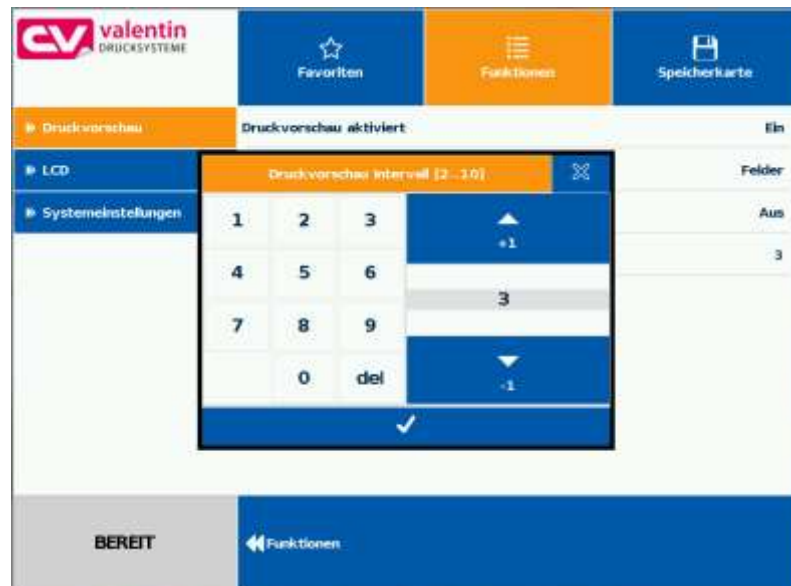 CV valentin
DRUCKSYSTEME
Favoriten
Funktionen
Speicherkarte
Druckvorschau
Druckvorschau aktiviert
Ein
LCD
Felder
Systemeinstellungen
Aus
3
Druckvorschau Intervall [2...10]
1 2 3
4 5 6
7 8 9
0 del
+1
3
-1
BEREIT
Funktionen